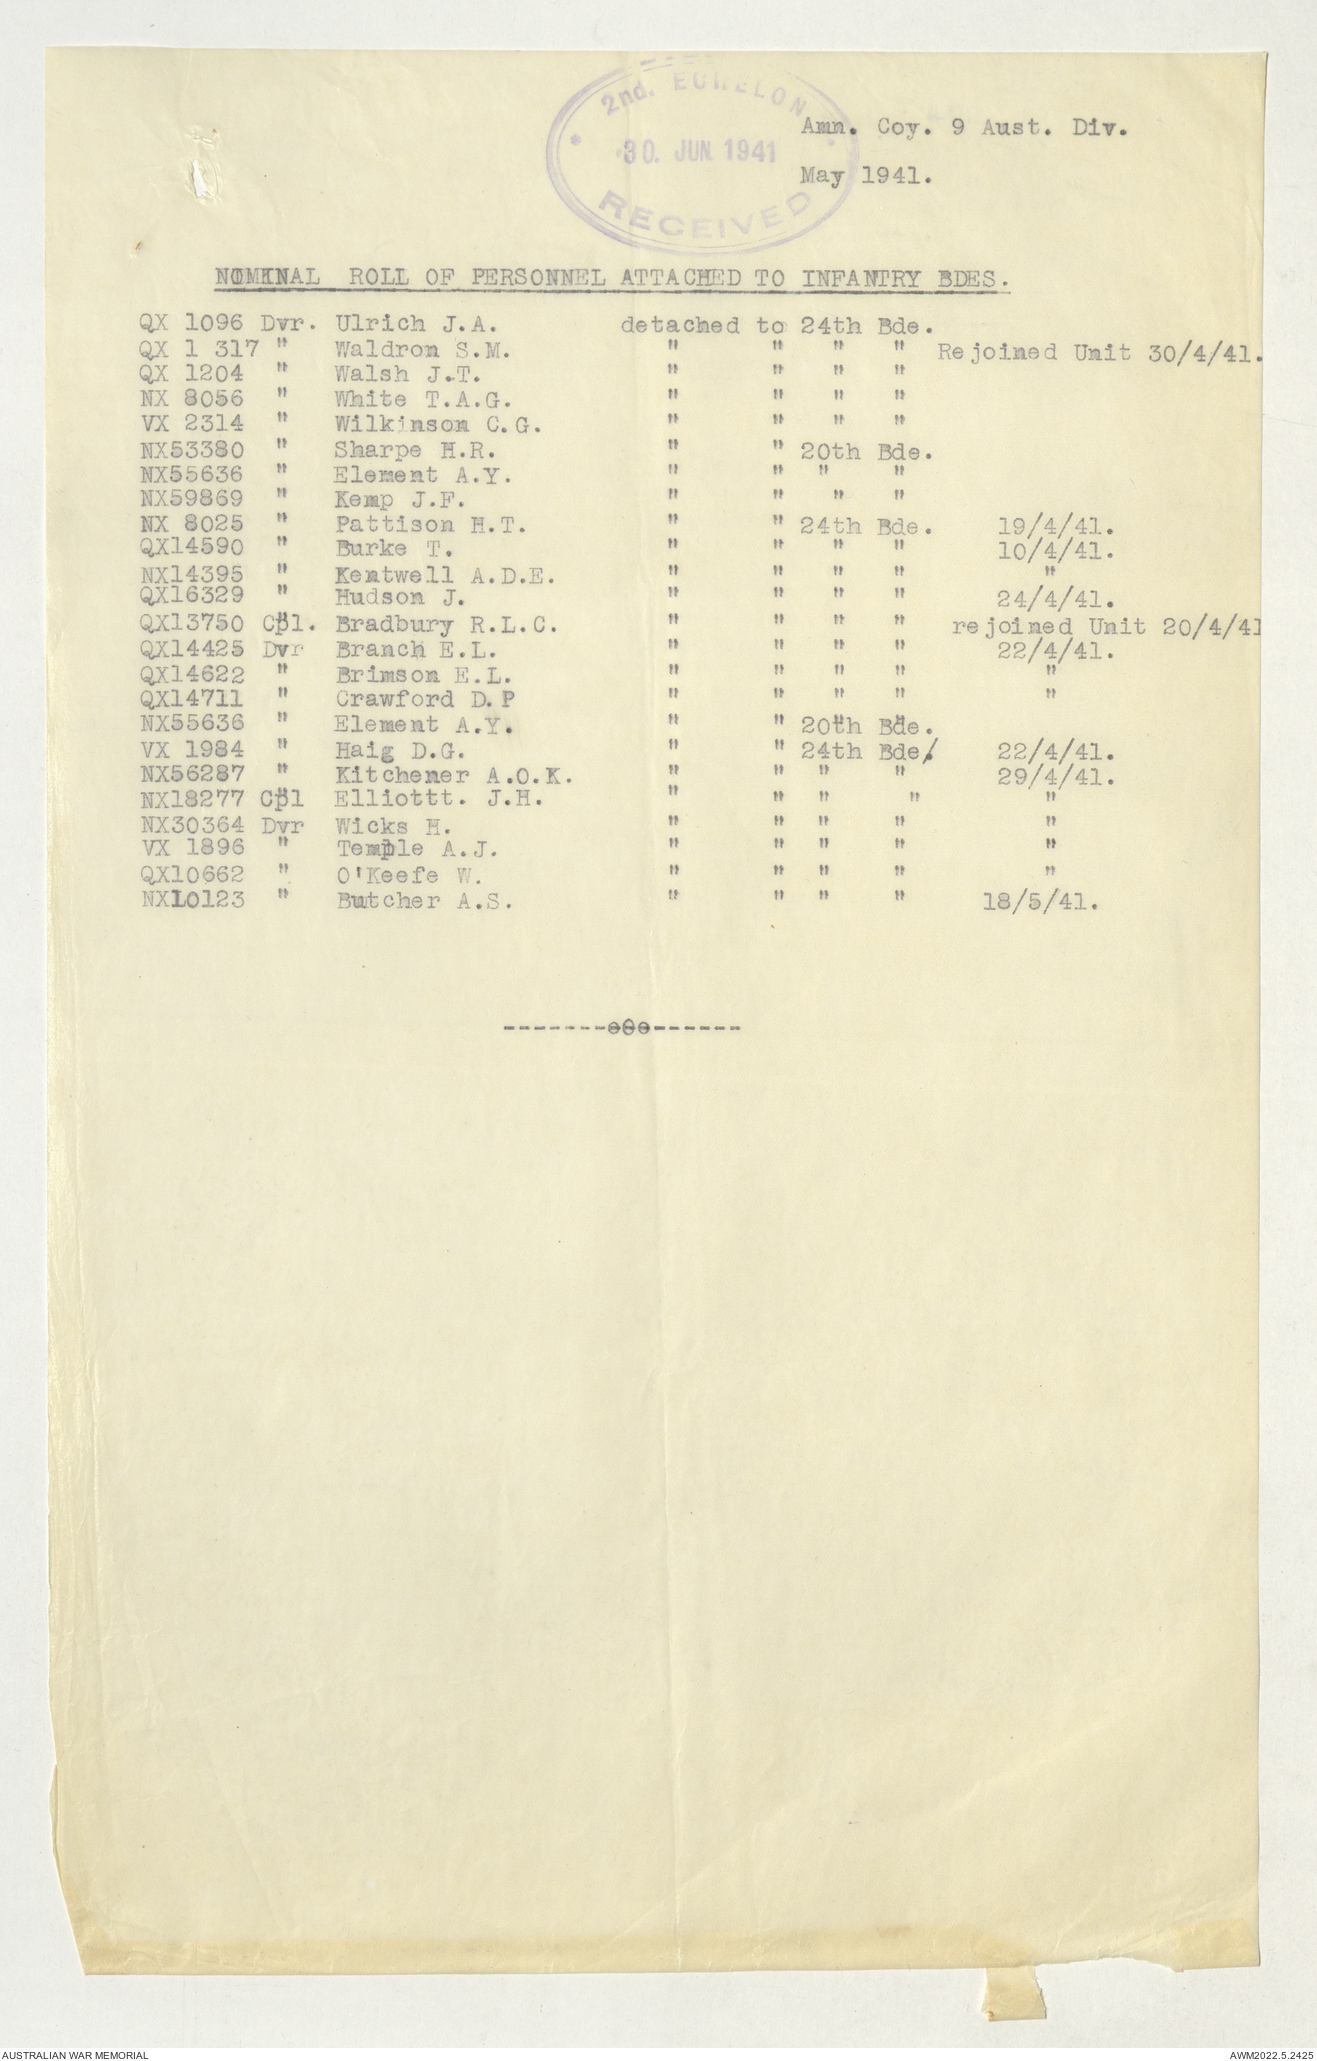 2nd. ECHELON
30. JUN 1941
RECEIVED
Amn. Coy. 9 Aust. Div.
May 1941.
NOMINAL ROLL OF PERSONNEL ATTACHED TO INFANTRY BDES.
QX 1096 Dvr. Ulrich J.A. detached to 24th Bde.
QX 1 317 " Waldron S.M. " " " " Rejoined Unit 30/4/41.
QX 1204 " Walsh J.T. " " " "
NX 8056 " White T.A.G. " " " "
VX 2314 " Wilkinson C.G. " " " "
NX53380 " Sharpe H.R. " " 20th Bde.
NX55636 " Element A.Y. " " " "
NX59869 " Kemp J.F. " " " "
NX 8025 " Pattison H.T. " " 24th Bde. 19/4/41.
QX14590 " Burke T. " " " " 10/4/41.
NX14395 " Kentwell A.D.E. " " " " "
QX16329 " Hudson J. " " " " 24/4/41.
QX13750 Cpl. Bradbury R.L.C. " " " " rejoined Unit 20/4/41
QX14425 Dvr Branch E.L. " " " " 22/4/41.
QX14622 " Brimson E.L. " " " " "
QX14711 " Crawford D.P " " " " "
NX55636 " Element A.Y. " " 20th Bde.
VX 1984 " Haig D.G. " " 24th Bde/ 22/4/41.
NX56287 " Kitchener A.O.K. " " " " 29/4/41.
NX18277 Cpl Elliottt. J.H. " " " " "
NX30364 Dvr Wicks H. " " " " "
VX 1896 " Temple A.J. " " " " "
QX10662 " O'Keefe W. " " " " "
NX10123 " Butcher A.S. " " " " 18/5/41.
-------oOo------
AUSTRALIAN WAR MEMORIAL
AWM2022.5.2425